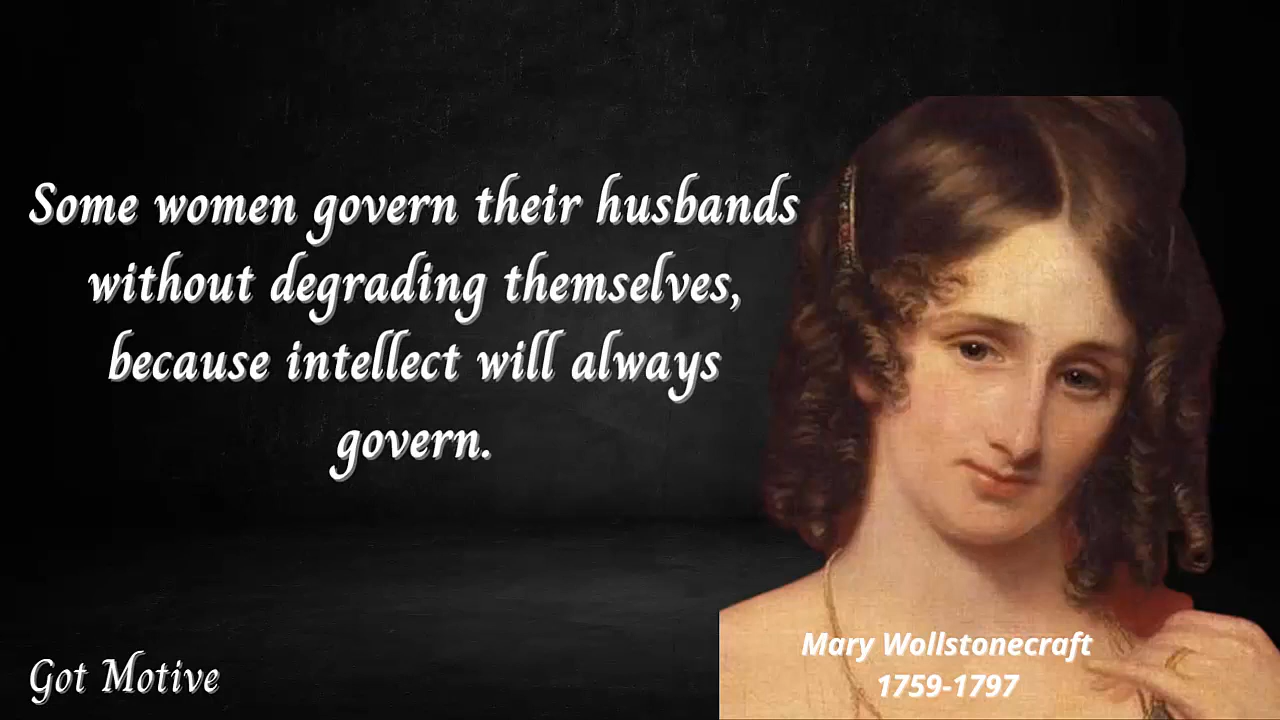 Some women govern their husbands
without degrading themselves,
because intellect will always
govern.
Mary Wollstonecraft
1759-1797
Got Motive